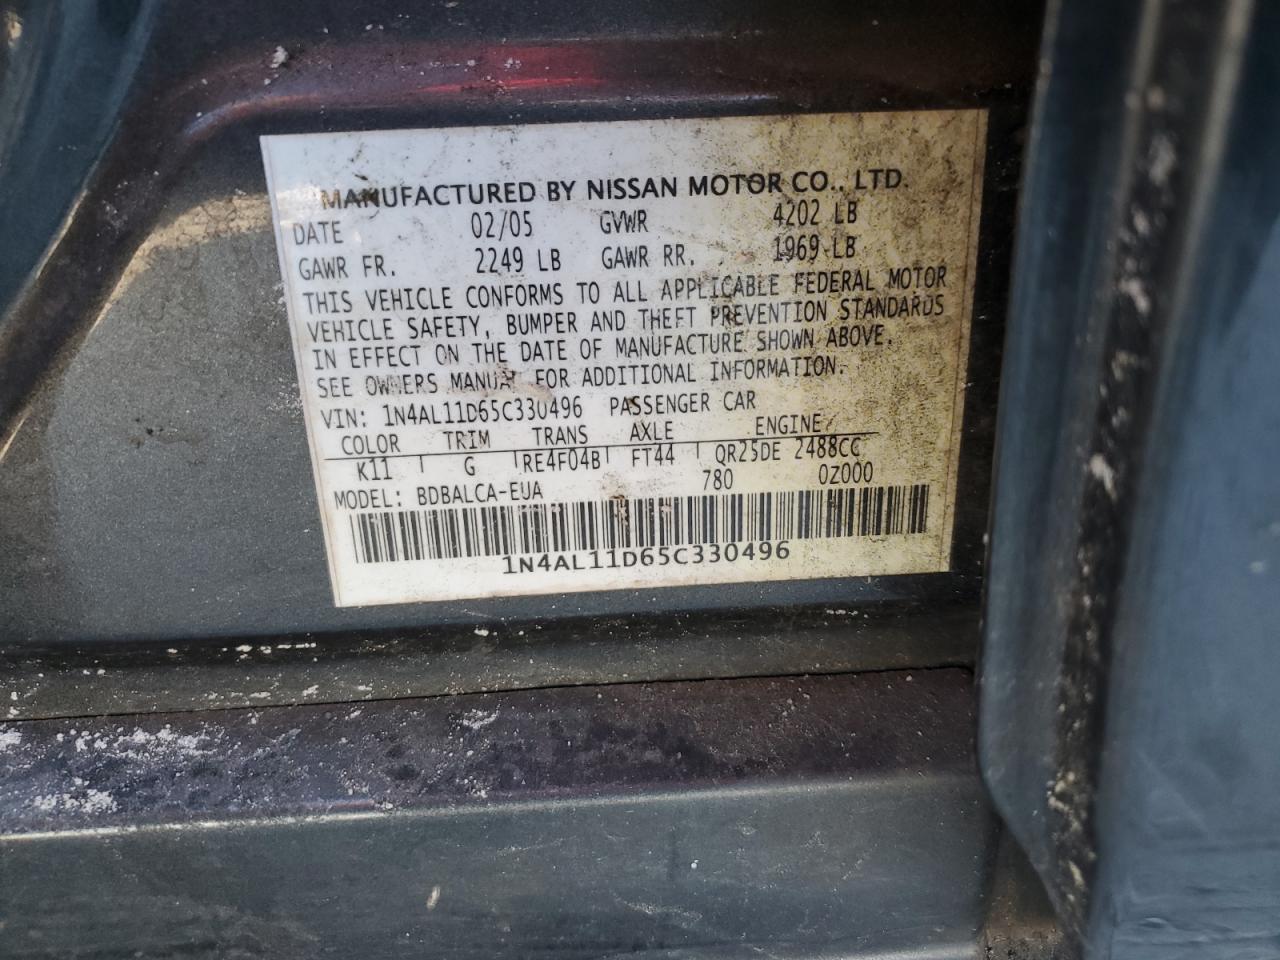 MANUFACTURED BY NISSAN MOTOR CO., LTD.
DATE 02/05 GVWR 4202 LB
GAWR FR. 2249 LB GAWR RR. 1969 LB
THIS VEHICLE CONFORMS TO ALL APPLICABLE FEDERAL MOTOR
VEHICLE SAFETY, BUMPER AND THEFT PREVENTION STANDARDS
IN EFFECT ON THE DATE OF MANUFACTURE SHOWN ABOVE.
SEE OWNERS MANUAL FOR ADDITIONAL INFORMATION.
VIN: 1N4AL11D65C330496 PASSENGER CAR
COLOR TRIM TRANS AXLE ENGINE
K11 G RE4F04B FT44 QR25DE 2488CC
MODEL: BDBALCA-EUA 780 0Z000
1N4AL11D65C330496